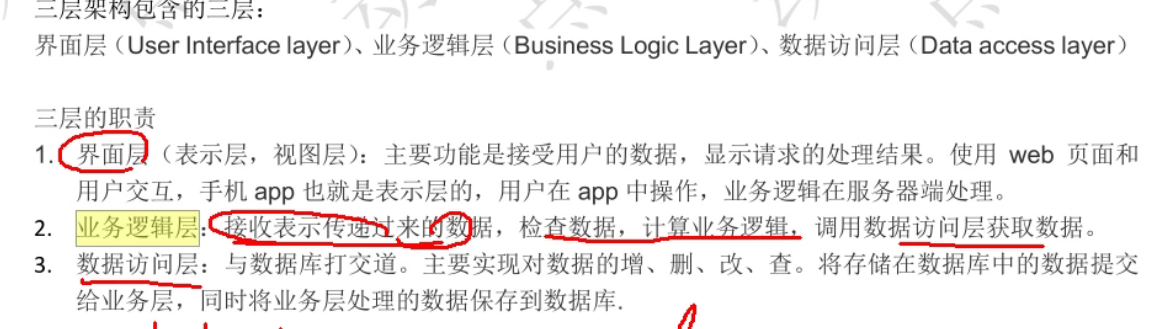 三层架构包含的三层：
界面层（User Interface layer）、业务逻辑层（Business Logic Layer）、数据访问层（Data access layer）
三层的职责
1. 界面层（表示层，视图层）：主要功能是接受用户的数据，显示请求的处理结果。使用 web 页面和
用户交互，手机 app 也就是表示层的，用户在 app 中操作，业务逻辑在服务器端处理。
2. 业务逻辑层：接收表示传递过来的数据，检查数据，计算业务逻辑，调用数据访问层获取数据。
3. 数据访问层：与数据库打交道。主要实现对数据的增、删、改、查。将存储在数据库中的数据提交
给业务层，同时将业务层处理的数据保存到数据库.